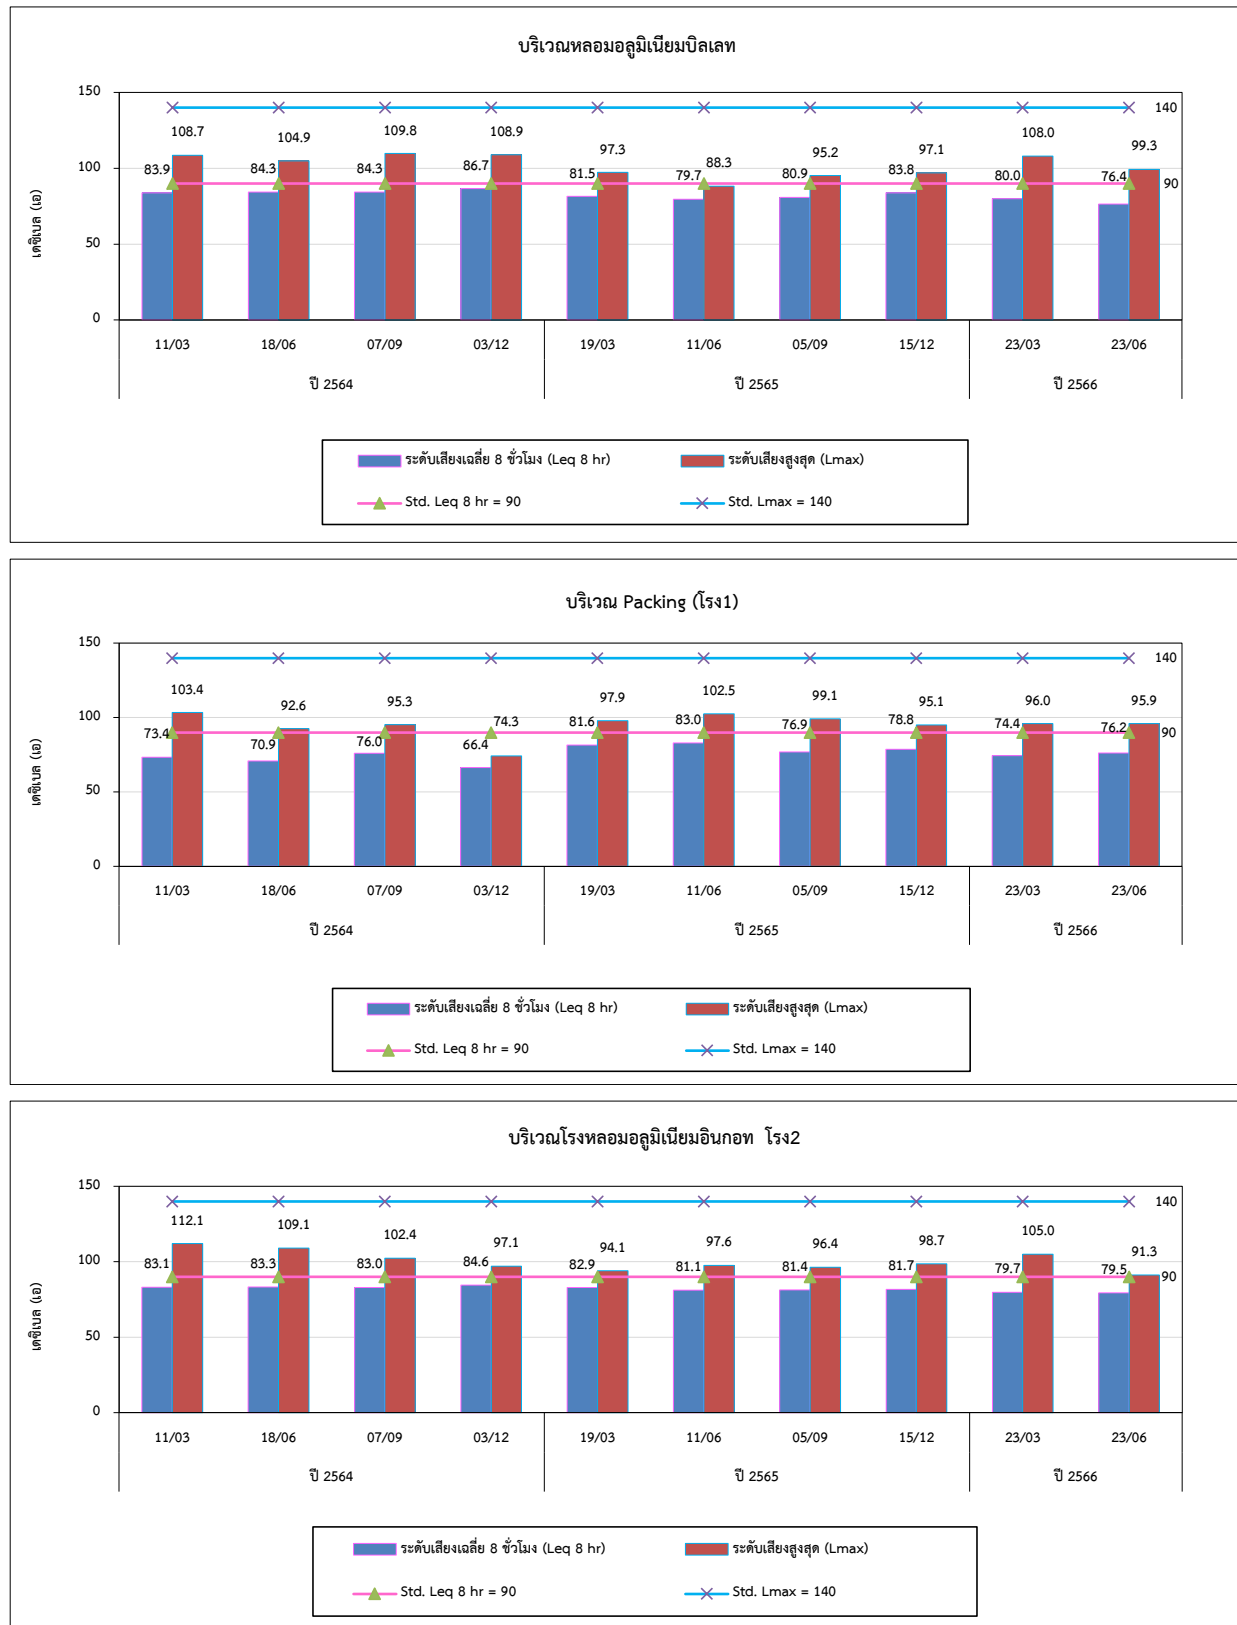 บริเวณหลอมอลูมิเนียมบิลเลท
เดซิเบล (เอ)
150
100
50
0
140
90
108.7 104.9 109.8 108.9 97.3 88.3 95.2 97.1 108.0 99.3
83.9 84.3 84.3 86.7 81.5 79.7 80.9 83.8 80.0 76.4
11/03 18/06 07/09 03/12 19/03 11/06 05/09 15/12 23/03 23/06
ปี 2564 ปี 2565 ปี 2566
ระดับเสียงเฉลี่ย 8 ชั่วโมง (Leq 8 hr) ระดับเสียงสูงสุด (Lmax)
Std. Leq 8 hr = 90 Std. Lmax = 140
บริเวณ Packing (โรง1)
เดซิเบล (เอ)
150
100
50
0
140
90
103.4 92.6 95.3 74.3 97.9 102.5 99.1 95.1 96.0 95.9
73.4 70.9 76.0 66.4 81.6 83.0 76.9 78.8 74.4 76.2
11/03 18/06 07/09 03/12 19/03 11/06 05/09 15/12 23/03 23/06
ปี 2564 ปี 2565 ปี 2566
ระดับเสียงเฉลี่ย 8 ชั่วโมง (Leq 8 hr) ระดับเสียงสูงสุด (Lmax)
Std. Leq 8 hr = 90 Std. Lmax = 140
บริเวณโรงหลอมอลูมิเนียมอินกอท โรง2
เดซิเบล (เอ)
150
100
50
0
140
90
112.1 109.1 102.4 97.1 94.1 97.6 96.4 98.7 105.0 91.3
83.1 83.3 83.0 84.6 82.9 81.1 81.4 81.7 79.7 79.5
11/03 18/06 07/09 03/12 19/03 11/06 05/09 15/12 23/03 23/06
ปี 2564 ปี 2565 ปี 2566
ระดับเสียงเฉลี่ย 8 ชั่วโมง (Leq 8 hr) ระดับเสียงสูงสุด (Lmax)
Std. Leq 8 hr = 90 Std. Lmax = 140